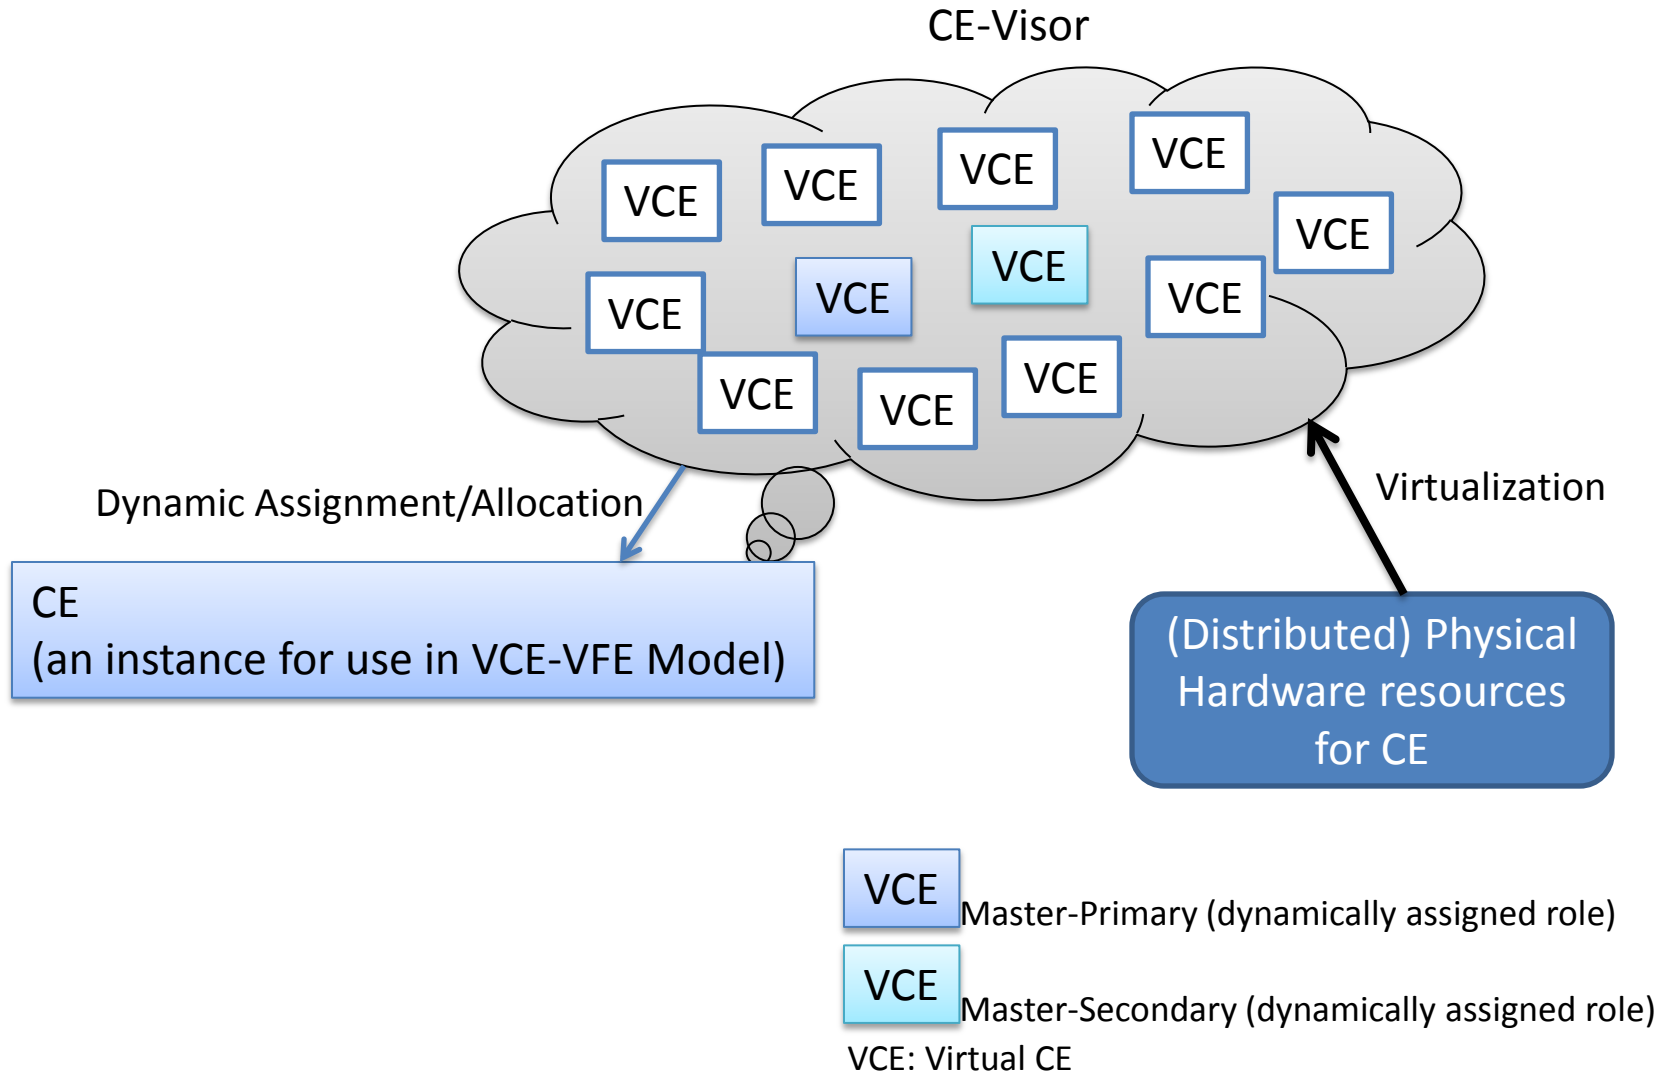 CE-Visor
VCE
VCE
VCE
VCE
VCE
VCE
VCE
VCE
VCE
VCE
VCE
VCE
Dynamic Assignment/Allocation
Virtualization
CE
(an instance for use in VCE-VFE Model)
(Distributed) Physical
Hardware resources
for CE
VCE
Master-Primary (dynamically assigned role)
VCE
Master-Secondary (dynamically assigned role)
VCE: Virtual CE